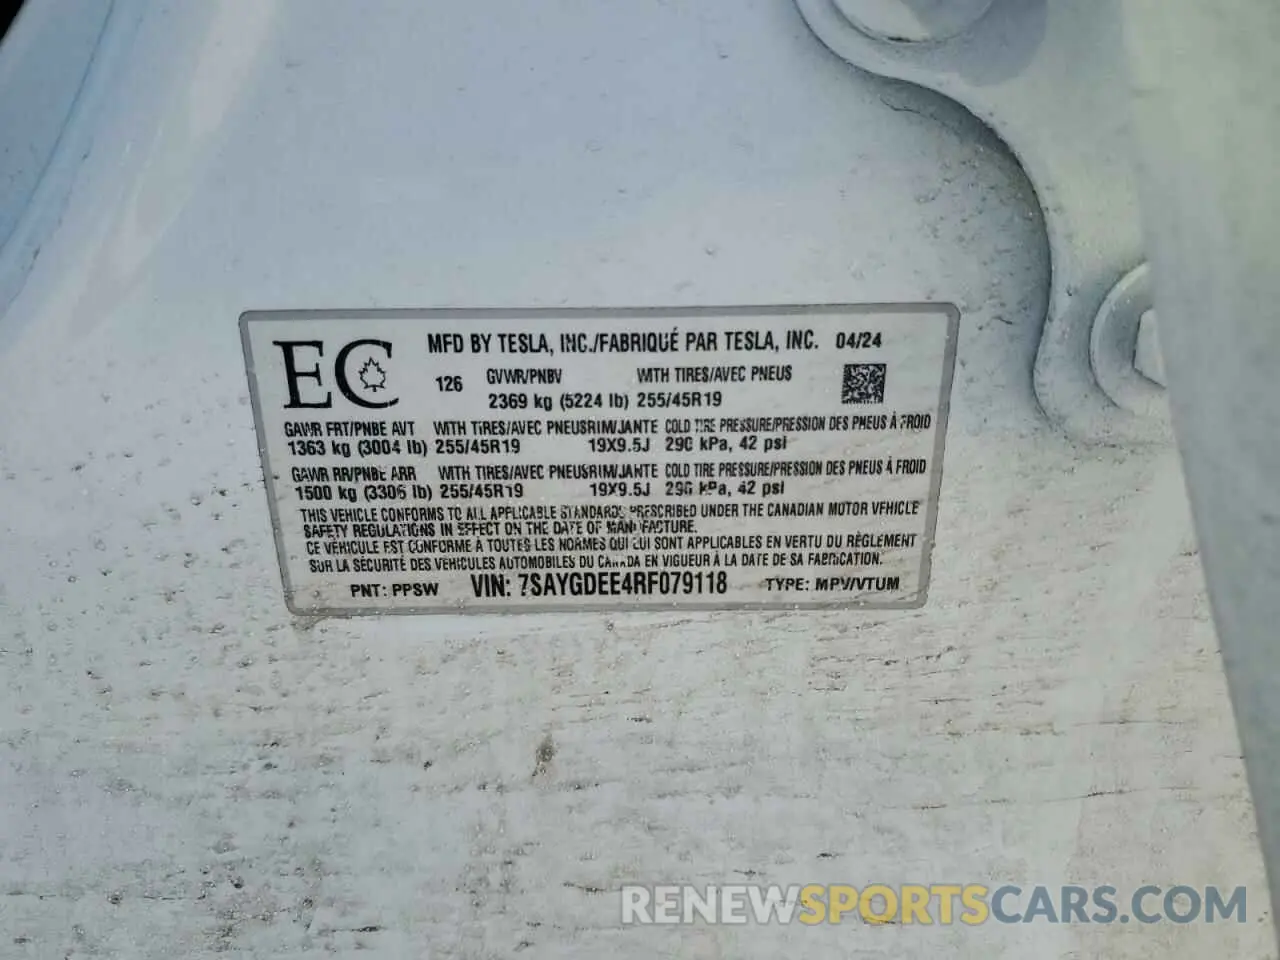 EC MFD BY TESLA, INC./FABRIQUÉ PAR TESLA, INC. 04/24
126 GVWR/PNBV WITH TIRES/AVEC PNEUS
2369 kg (5224 lb) 255/45R19
GAWR FRT/PNBE AVT WITH TIRES/AVEC PNEUS RIM/JANTE COLD TIRE PRESSURE/PRESSION DES PNEUS À FROID
1363 kg (3004 lb) 255/45R19 19X9.5J 290 kPa, 42 psi
GAWR RR/PNBE ARR WITH TIRES/AVEC PNEUS RIM/JANTE COLD TIRE PRESSURE/PRESSION DES PNEUS À FROID
1500 kg (3306 lb) 255/45R19 19X9.5J 290 kPa, 42 psi
THIS VEHICLE CONFORMS TO ALL APPLICABLE STANDARDS PRESCRIBED UNDER THE CANADIAN MOTOR VEHICLE
SAFETY REGULATIONS IN EFFECT ON THE DATE OF MANUFACTURE.
CE VÉHICULE EST CONFORME À TOUTES LES NORMES QUI LUI SONT APPLICABLES EN VERTU DU RÈGLEMENT
SUR LA SÉCURITÉ DES VÉHICULES AUTOMOBILES DU CANADA EN VIGUEUR À LA DATE DE SA FABRICATION.
PNT: PPSW VIN: 7SAYGDEE4RF079118 TYPE: MPV/VTUM
RENEWSPORTSCARS.COM